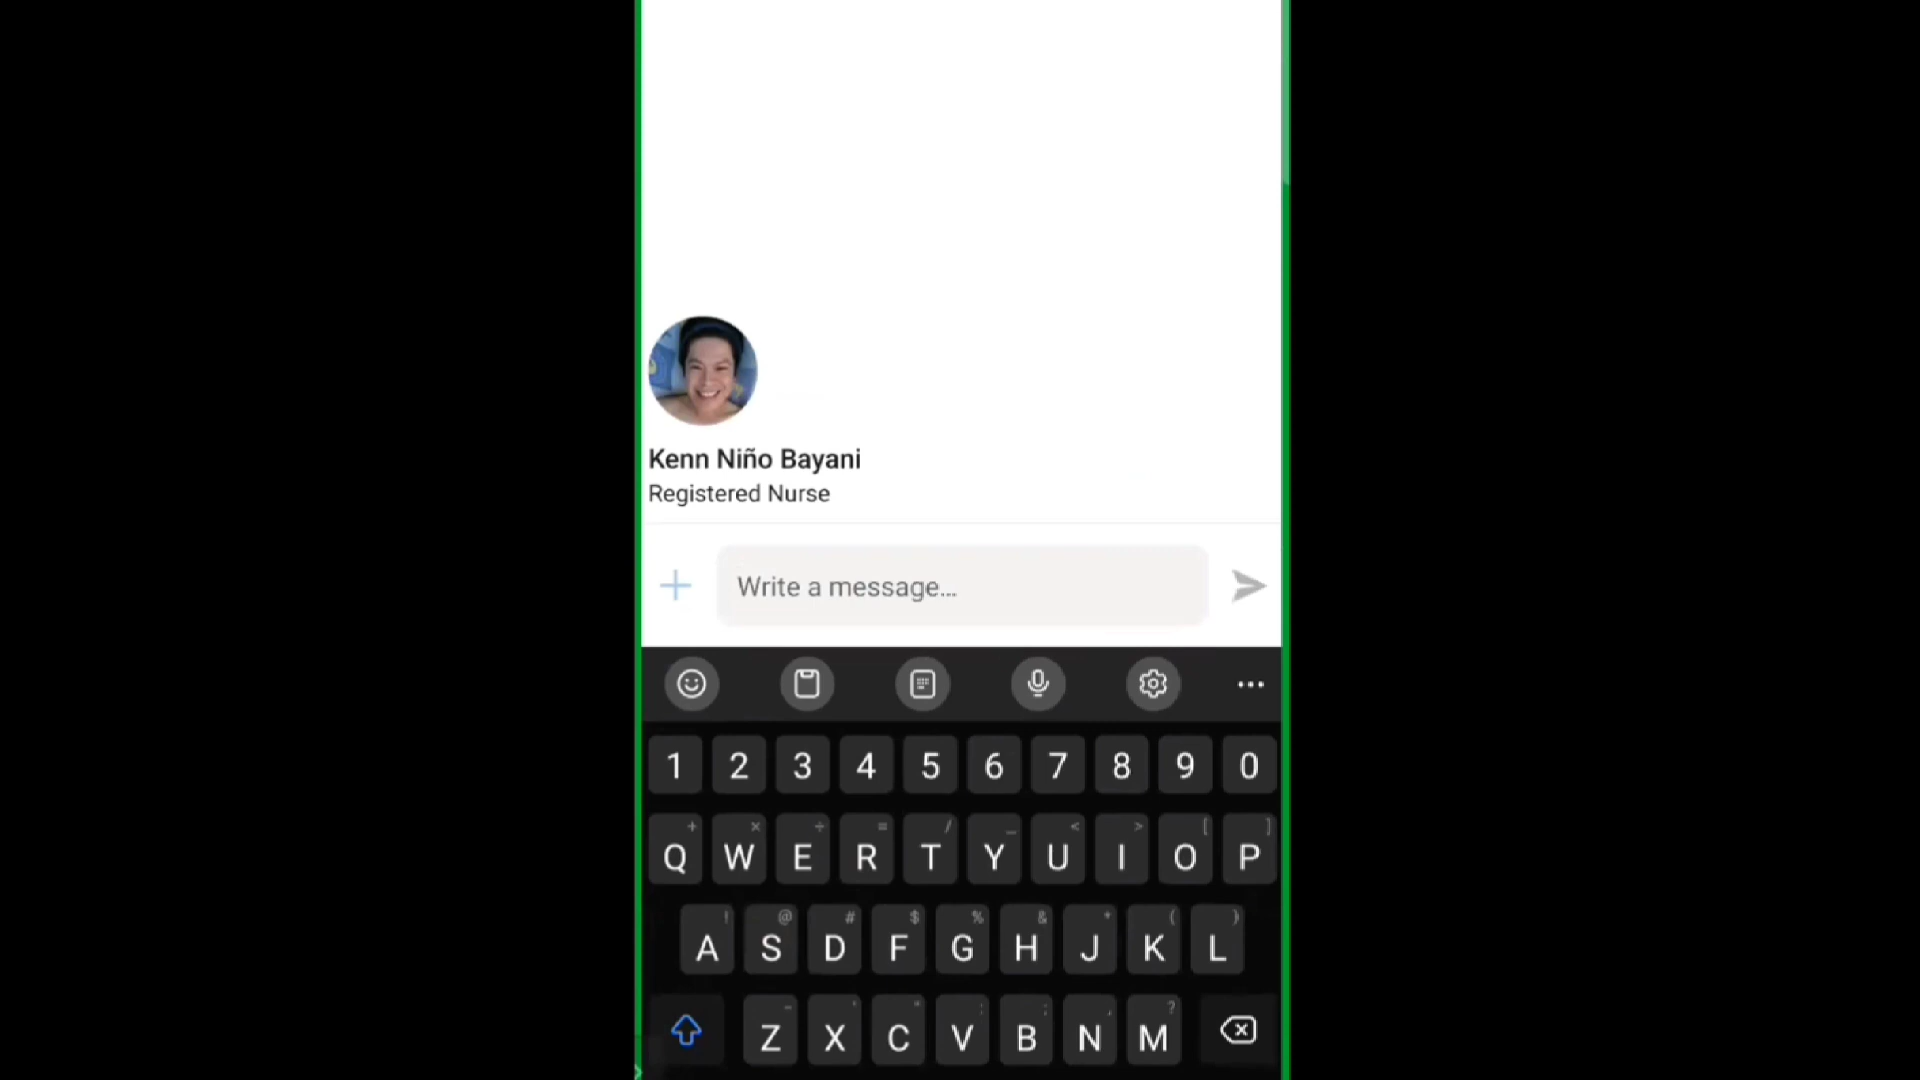 Kenn Niño Bayani
Registered Nurse
Write a message...
1 2 3 4 5 6 7 8 9 0
+ × ÷ = / _ < > [ ]
Q W E R T Y U I O P
! @ # $ % & * ( )
A S D F G H J K L
- ' " : ; , ?
Z X C V B N M